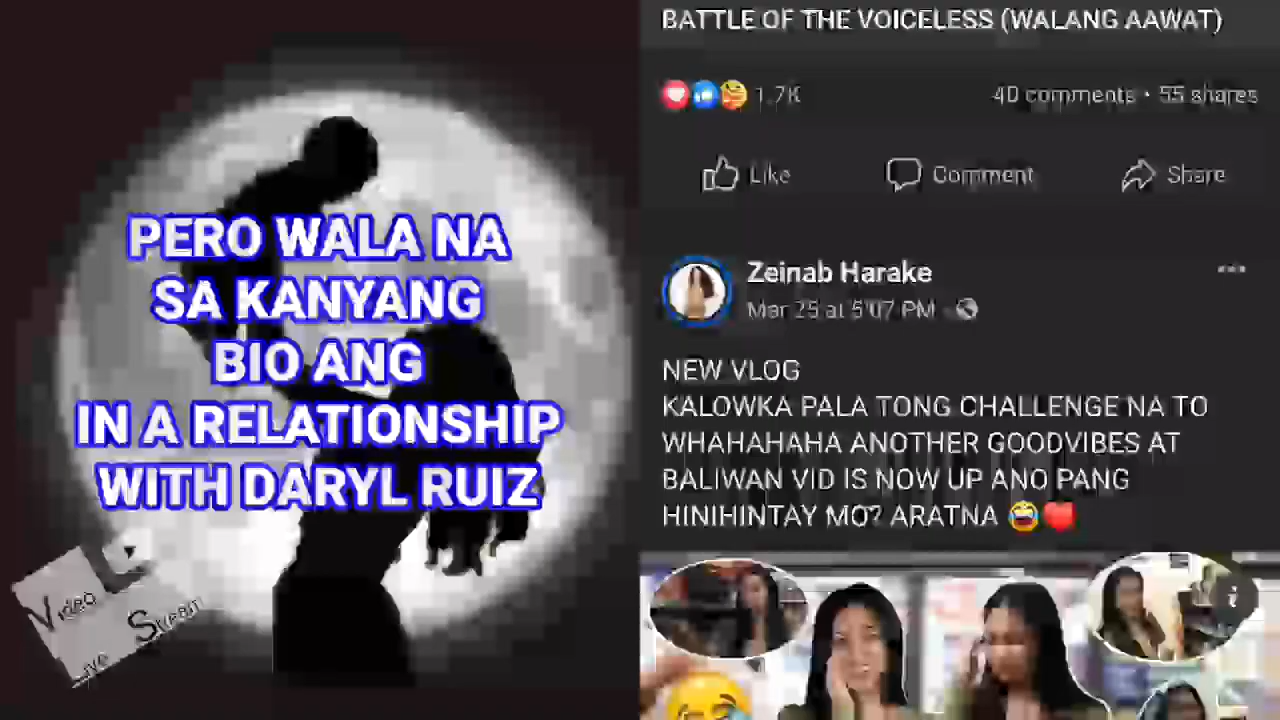 PERO WALA NA
SA KANYANG
BIO ANG
IN A RELATIONSHIP
WITH DARYL RUIZ
Video
Live
BATTLE OF THE VOICELESS (WALANG AAWAT)
1.7K
40 comments • 55 shares
Like
Comment
Share
Zeinab Harake
Mar 25 at 5:07 PM
NEW VLOG
KALOWKA PALA TONG CHALLENGE NA TO
WHAHAHAHA ANOTHER GOODVIBES AT
BALIWAN VID IS NOW UP ANO PANG
HINIHINTAY MO? ARATNA 😂❤️